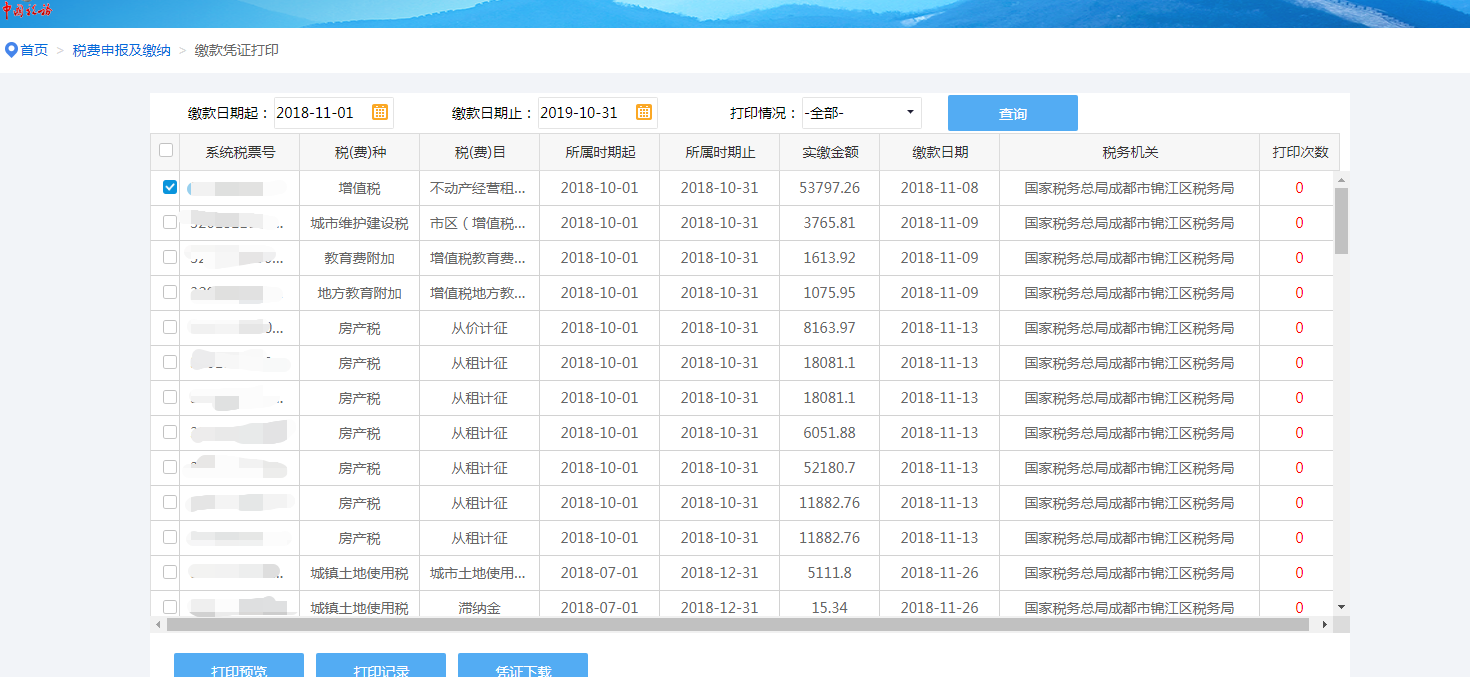 中国税务
首页 > 税费申报及缴纳 > 缴款凭证打印
缴款日期起： 2018-11-01 缴款日期止： 2019-10-31 打印情况： -全部- 查询
系统税票号 税(费)种 税(费)目 所属时期起 所属时期止 实缴金额 缴款日期 税务机关 打印次数
增值税 不动产经营租... 2018-10-01 2018-10-31 53797.26 2018-11-08 国家税务总局成都市锦江区税务局 0
城市维护建设税 市区（增值税... 2018-10-01 2018-10-31 3765.81 2018-11-09 国家税务总局成都市锦江区税务局 0
教育费附加 增值税教育费... 2018-10-01 2018-10-31 1613.92 2018-11-09 国家税务总局成都市锦江区税务局 0
地方教育附加 增值税地方教... 2018-10-01 2018-10-31 1075.95 2018-11-09 国家税务总局成都市锦江区税务局 0
房产税 从价计征 2018-10-01 2018-10-31 8163.97 2018-11-13 国家税务总局成都市锦江区税务局 0
房产税 从租计征 2018-10-01 2018-10-31 18081.1 2018-11-13 国家税务总局成都市锦江区税务局 0
房产税 从租计征 2018-10-01 2018-10-31 18081.1 2018-11-13 国家税务总局成都市锦江区税务局 0
房产税 从租计征 2018-10-01 2018-10-31 6051.88 2018-11-13 国家税务总局成都市锦江区税务局 0
房产税 从租计征 2018-10-01 2018-10-31 52180.7 2018-11-13 国家税务总局成都市锦江区税务局 0
房产税 从租计征 2018-10-01 2018-10-31 11882.76 2018-11-13 国家税务总局成都市锦江区税务局 0
房产税 从租计征 2018-10-01 2018-10-31 11882.76 2018-11-13 国家税务总局成都市锦江区税务局 0
城镇土地使用税 城市土地使用... 2018-07-01 2018-12-31 5111.8 2018-11-26 国家税务总局成都市锦江区税务局 0
城镇土地使用税 滞纳金 2018-07-01 2018-12-31 15.34 2018-11-26 国家税务总局成都市锦江区税务局 0
打印预览 打印记录 凭证下载